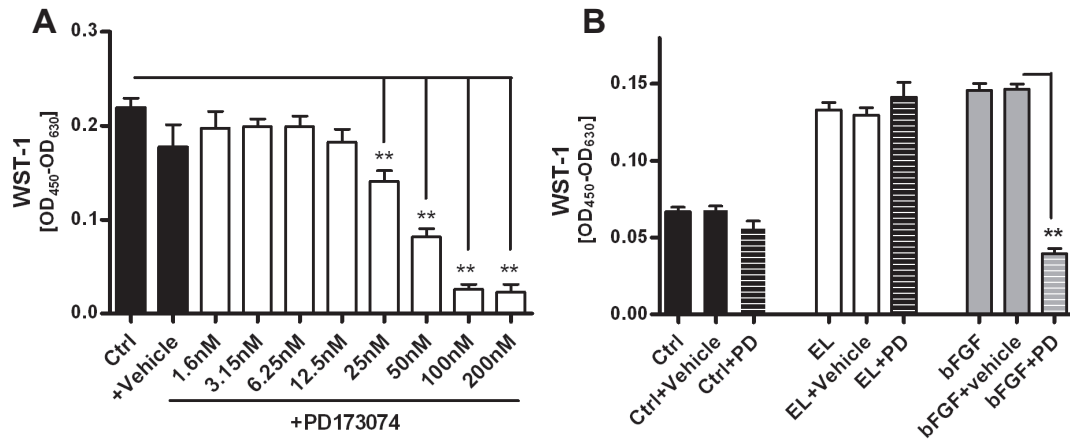 A
WST-1
[OD450-OD630]
0.3
0.2
0.1
0.0
**
**
**
**
Ctrl
+Vehicle
1.6nM
3.15nM
6.25nM
12.5nM
25nM
50nM
100nM
200nM
+PD173074
B
WST-1
[OD450-OD630]
0.15
0.10
0.05
0.00
**
Ctrl
Ctrl+Vehicle
Ctrl+PD
EL
EL+Vehicle
EL+PD
bFGF
bFGF+vehicle
bFGF+PD